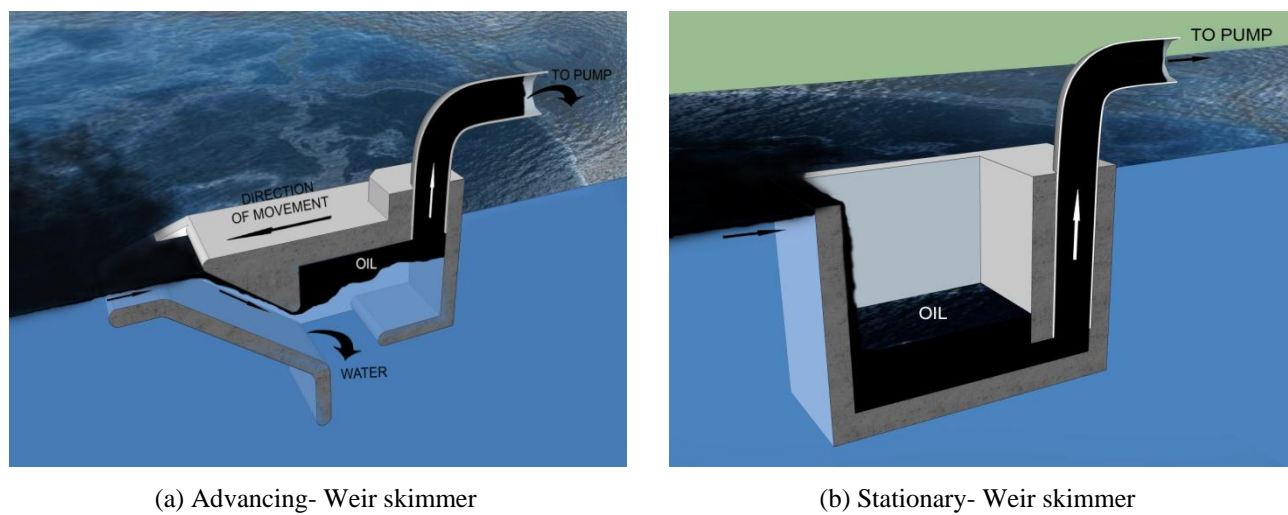 TO PUMP
DIRECTION
OF MOVEMENT
OIL
WATER
TO PUMP
OIL
(a) Advancing- Weir skimmer
(b) Stationary- Weir skimmer